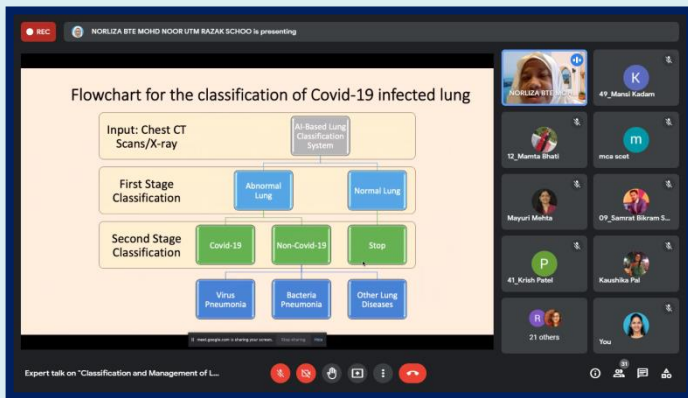 REC
NORLIZA BTE MOHD NOOR UTM RAZAK SCHOO is presenting
Flowchart for the classification of Covid-19 infected lung
Input: Chest CT
Scans/X-ray
AI-Based Lung
Classification
System
First Stage
Classification
Abnormal
Lung
Normal Lung
Second Stage
Classification
Covid-19
Non-Covid-19
Stop
Virus
Pneumonia
Bacteria
Pneumonia
Other Lung
Diseases
meet.google.com is sharing your screen.
Stop sharing
Hide
NORLIZA BTE MOH
K
49_Mansi Kadam
12_Mamta Bhati
m
mca scet
Mayuri Mehta
09_Samrat Bikram S...
P
41_Krish Patel
Kaushika Pal
R
21 others
You
Expert talk on "Classification and Management of L...
31